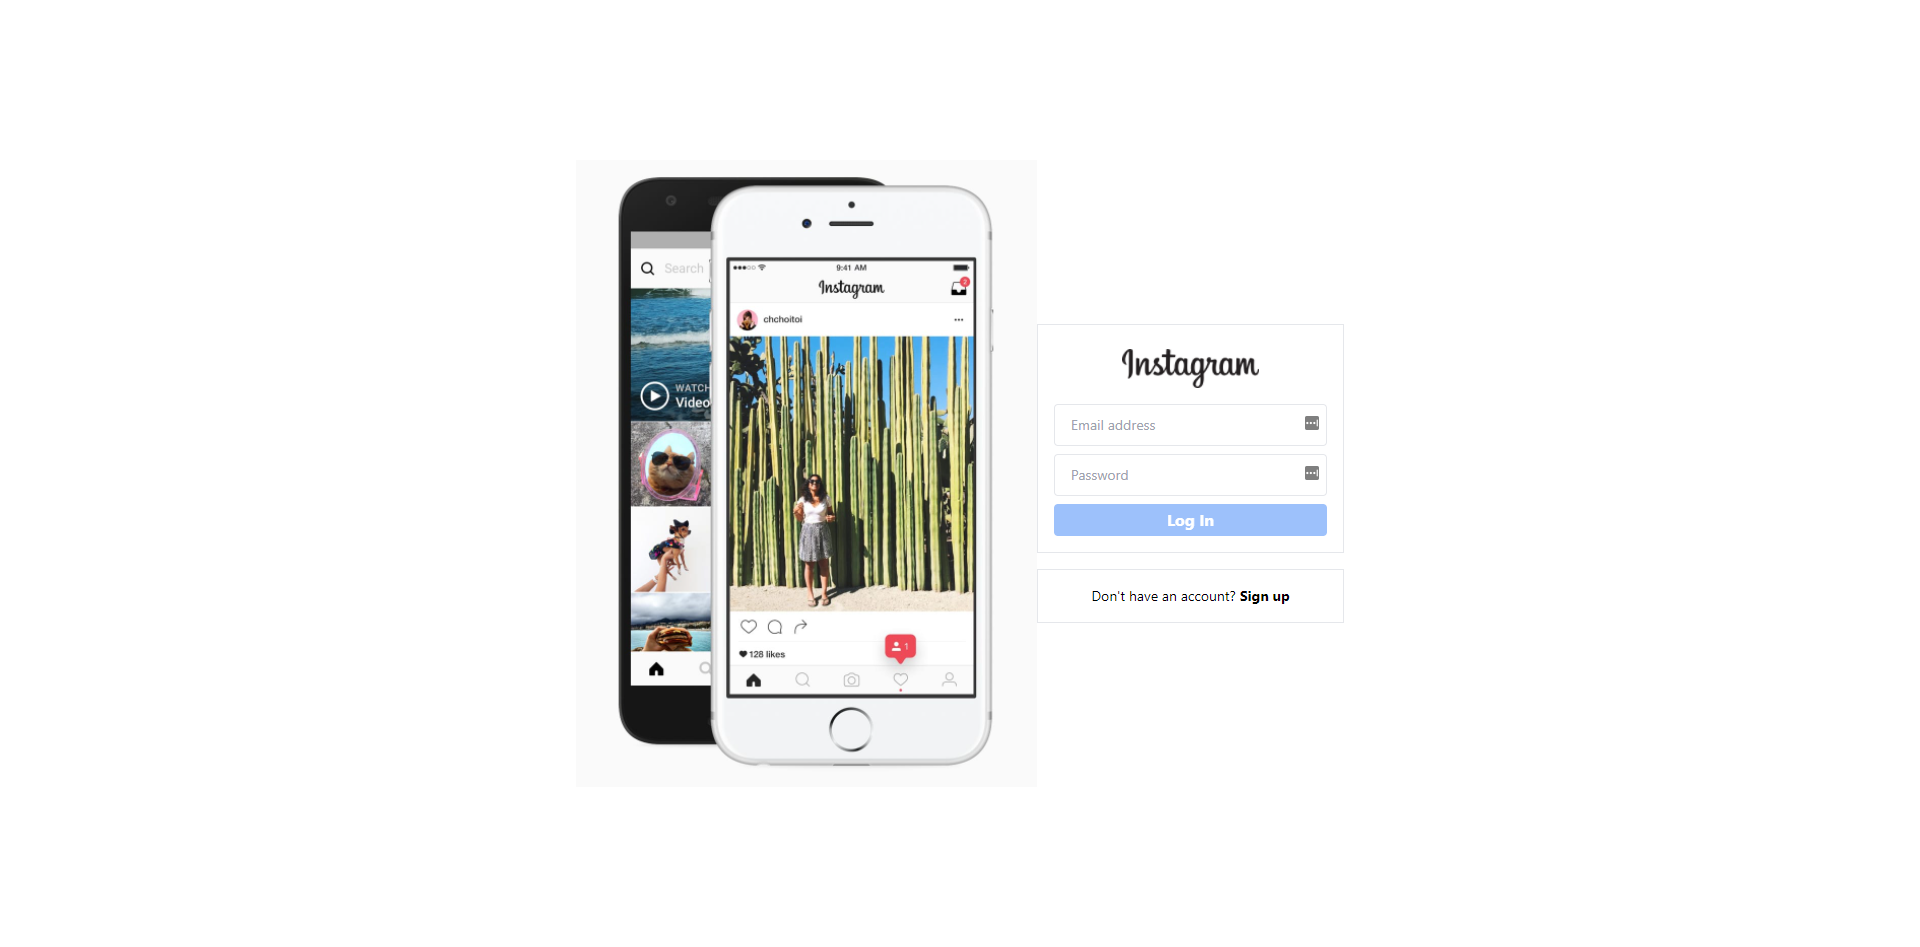 Search
WATCH
Video
9:41 AM
Instagram
chchoitoi
128 likes
1
Instagram
Email address
Password
Log In
Don't have an account? Sign up